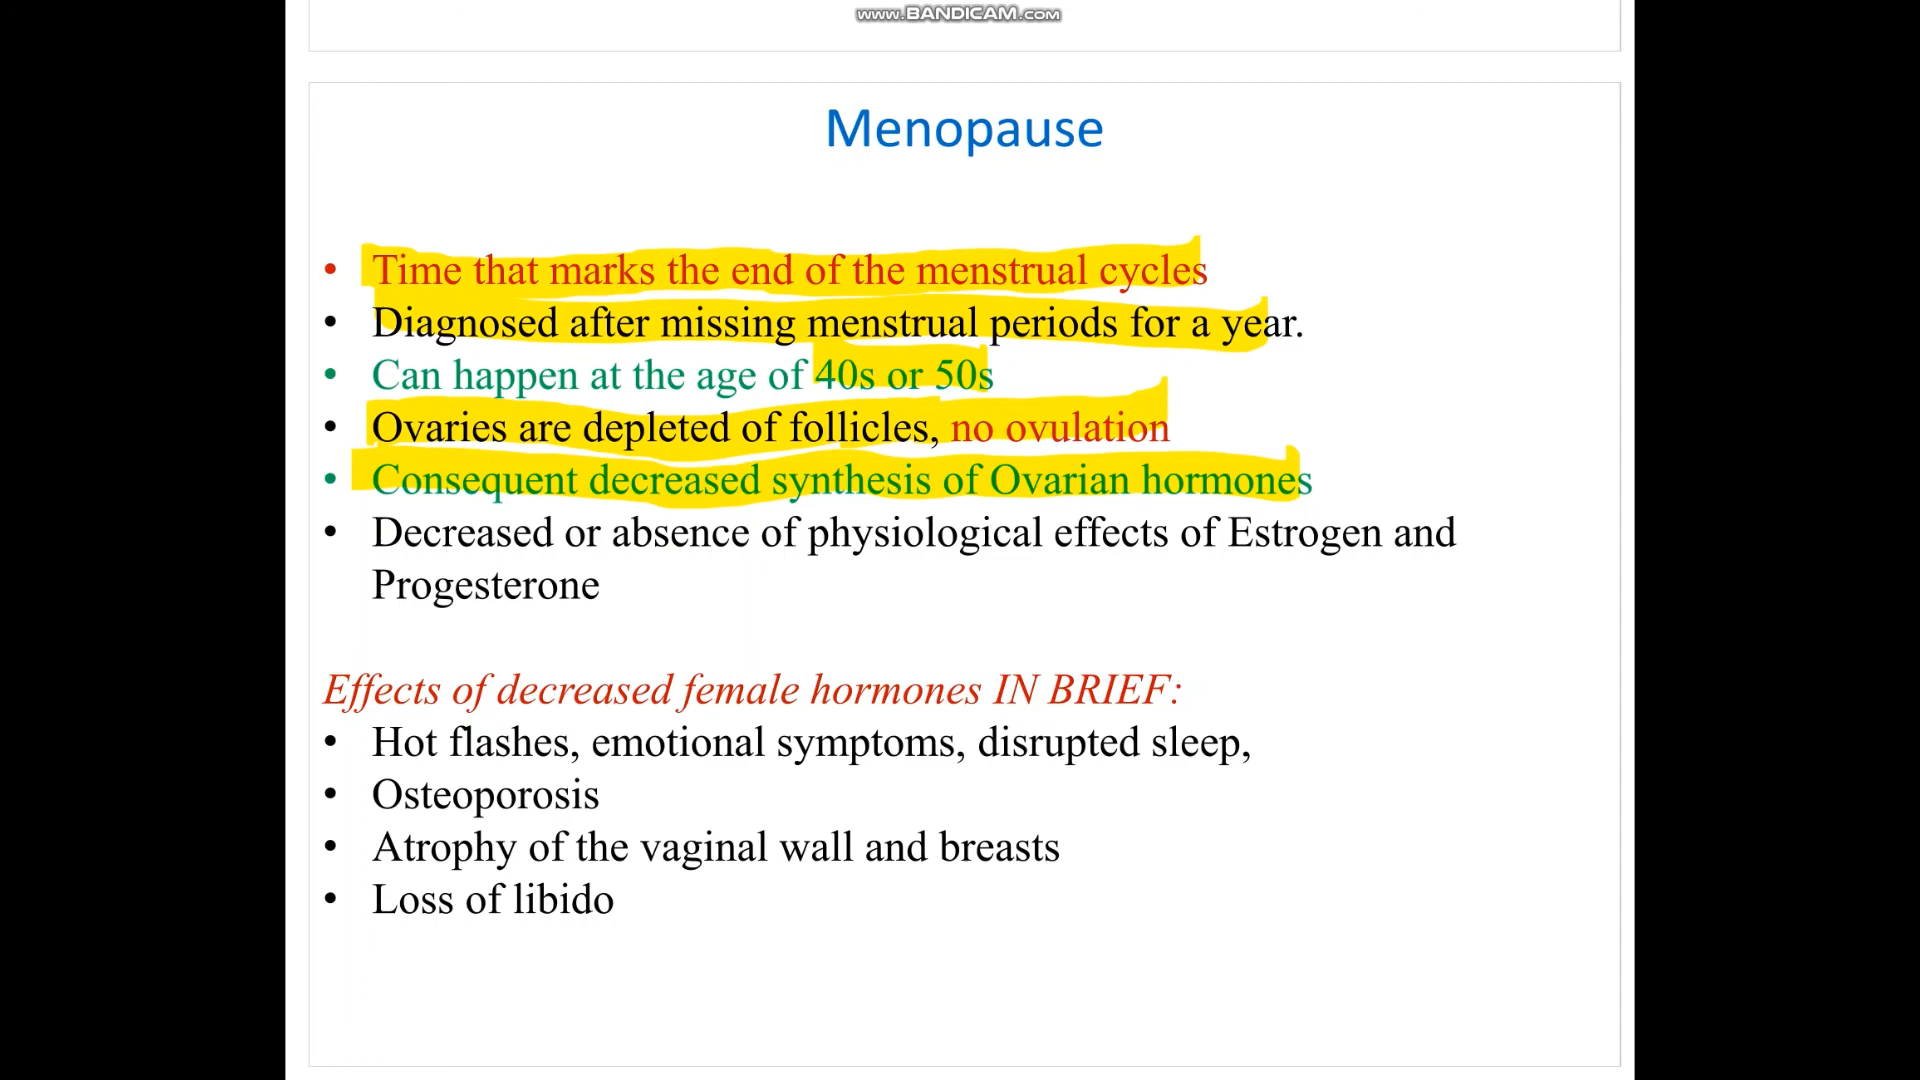 www.BANDICAM.com
Menopause
• Time that marks the end of the menstrual cycles
• Diagnosed after missing menstrual periods for a year.
• Can happen at the age of 40s or 50s
• Ovaries are depleted of follicles, no ovulation
• Consequent decreased synthesis of Ovarian hormones
• Decreased or absence of physiological effects of Estrogen and
Progesterone
Effects of decreased female hormones IN BRIEF:
• Hot flashes, emotional symptoms, disrupted sleep,
• Osteoporosis
• Atrophy of the vaginal wall and breasts
• Loss of libido